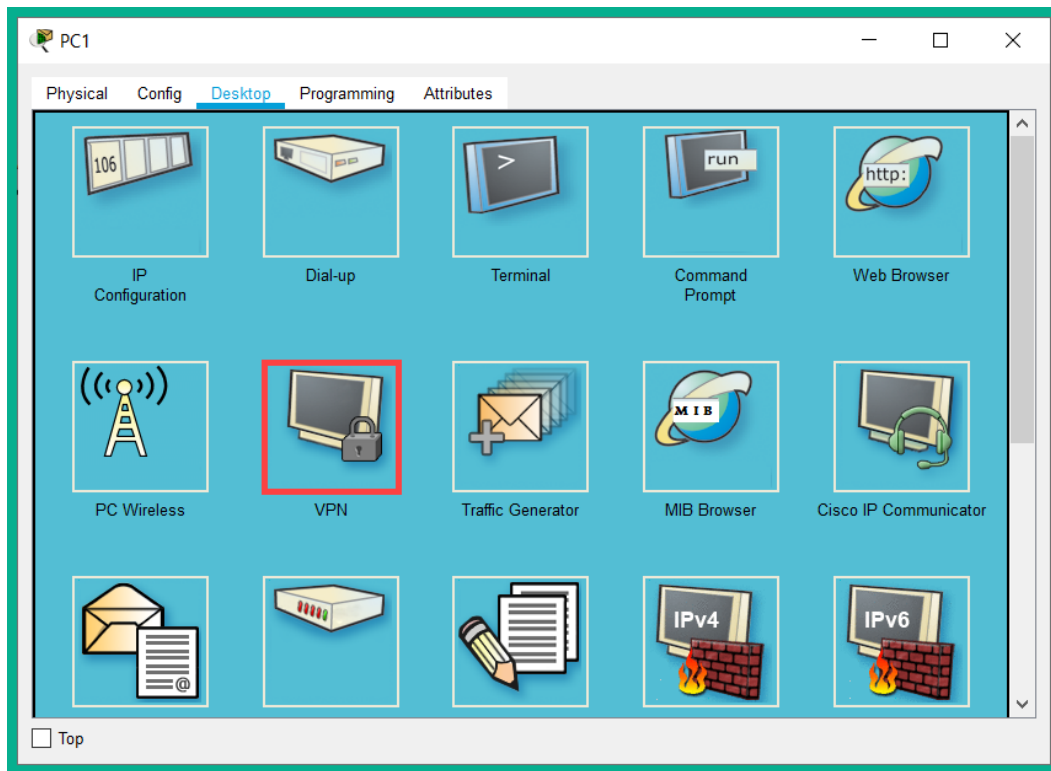 PC1
Physical Config Desktop Programming Attributes
106
>
run
http:
IP
Configuration
Dial-up
Terminal
Command
Prompt
Web Browser
MIB
PC Wireless
VPN
Traffic Generator
MIB Browser
Cisco IP Communicator
@
IPv4
IPv6
Top